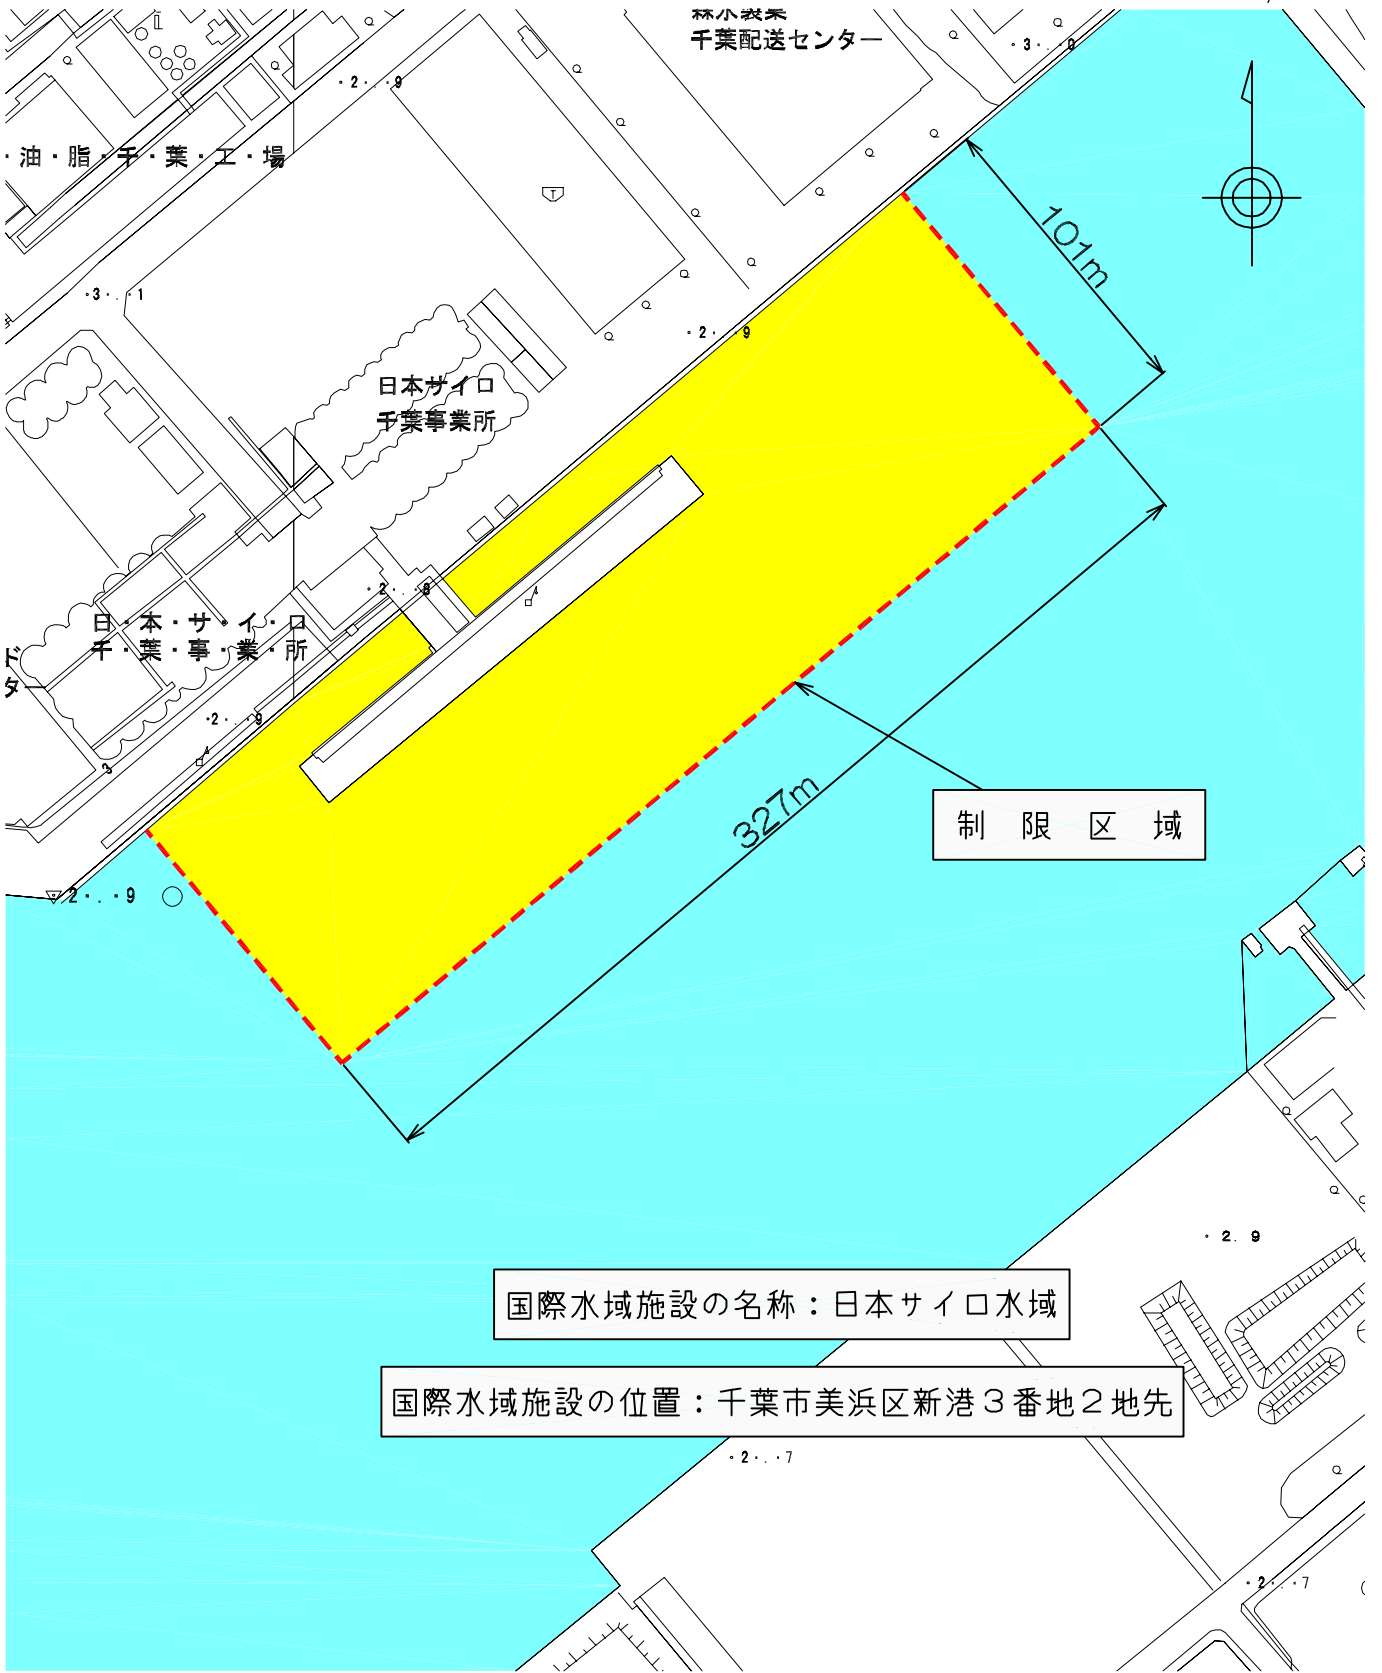 千葉配送センター
・3．．0
・2．．9
・油・脂・千・葉・工・場
101m
・3．．1
・2．．9
日本サイロ
千葉事業所
・2．．8
日・本・サ・イ・ロ
千・葉・事・業・所
ド
ター
・2．．9
327m
制限区域
2．．9
・2.9
国際水域施設の名称：日本サイロ水域
国際水域施設の位置：千葉市美浜区新港３番地２地先
・2．．7
・2．．7